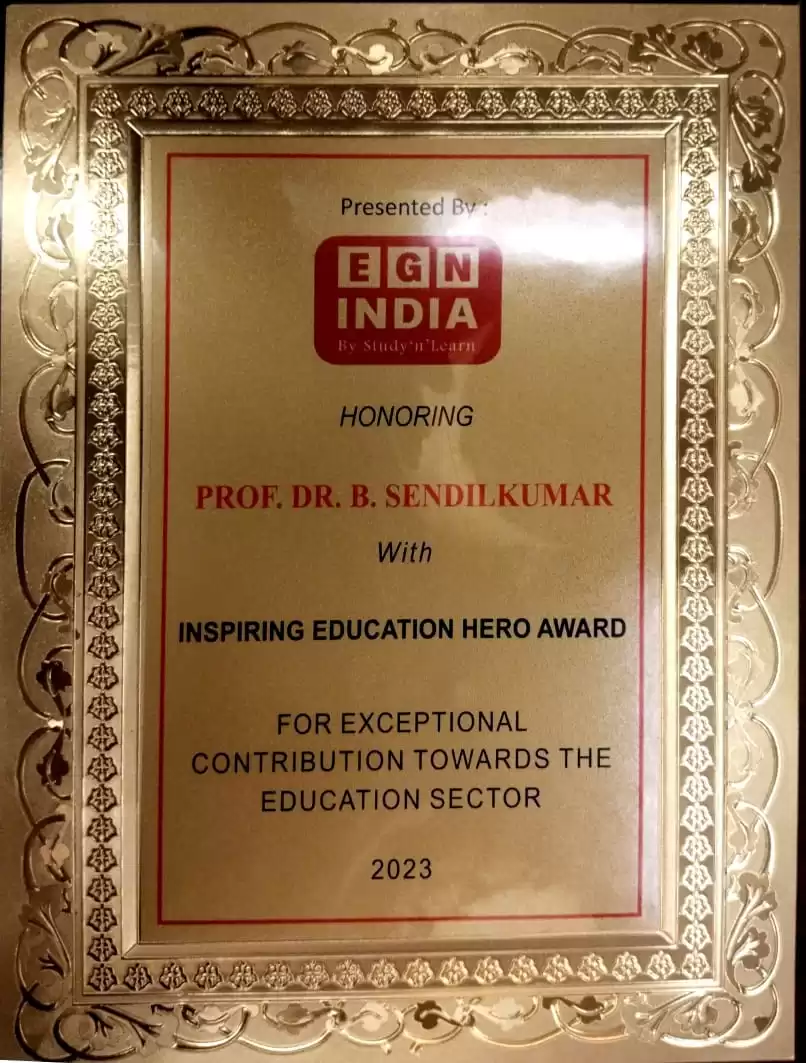 Presented By :
EGN
INDIA
By Study'n'Learn
HONORING
PROF. DR. B. SENDILKUMAR
With
INSPIRING EDUCATION HERO AWARD
FOR EXCEPTIONAL
CONTRIBUTION TOWARDS THE
EDUCATION SECTOR
2023